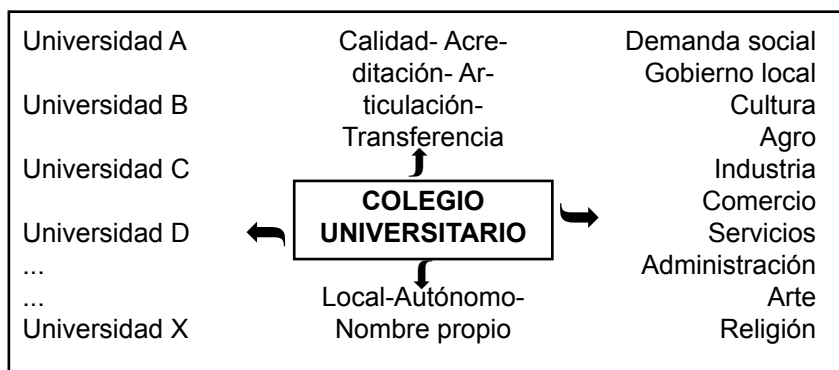 Universidad A
Universidad B
Universidad C
Universidad D
...
...
Universidad X
Calidad- Acre-
ditación- Ar-
ticulación-
Transferencia
COLEGIO
UNIVERSITARIO
Local-Autónomo-
Nombre propio
Demanda social
Gobierno local
Cultura
Agro
Industria
Comercio
Servicios
Administración
Arte
Religión